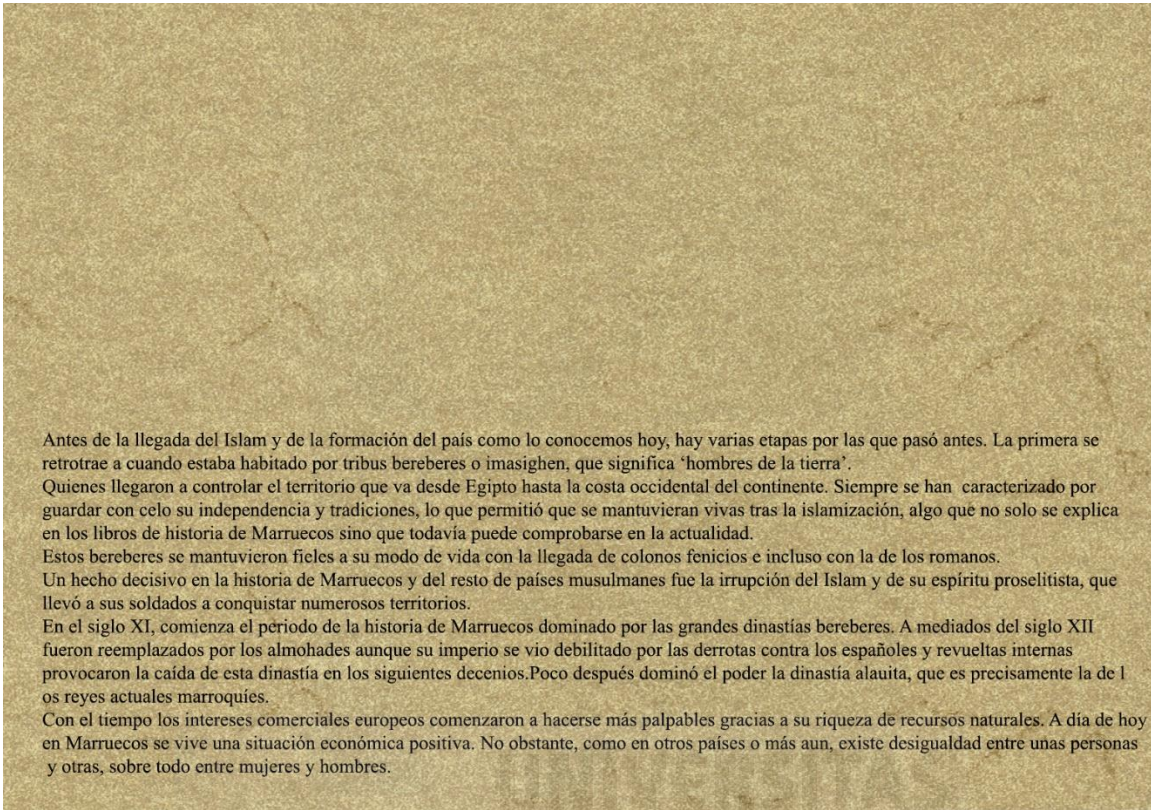 Antes de la llegada del Islam y de la formación del país como lo conocemos hoy, hay varias etapas por las que pasó antes. La primera se
retrotrae a cuando estaba habitado por tribus bereberes o imasighen, que significa ‘hombres de la tierra’.
Quienes llegaron a controlar el territorio que va desde Egipto hasta la costa occidental del continente. Siempre se han  caracterizado por
guardar con celo su independencia y tradiciones, lo que permitió que se mantuvieran vivas tras la islamización, algo que no solo se explica
en los libros de historia de Marruecos sino que todavía puede comprobarse en la actualidad.
Estos bereberes se mantuvieron fieles a su modo de vida con la llegada de colonos fenicios e incluso con la de los romanos.
Un hecho decisivo en la historia de Marruecos y del resto de países musulmanes fue la irrupción del Islam y de su espíritu proselitista, que
llevó a sus soldados a conquistar numerosos territorios.
En el siglo XI, comienza el periodo de la historia de Marruecos dominado por las grandes dinastías bereberes. A mediados del siglo XII
fueron reemplazados por los almohades aunque su imperio se vio debilitado por las derrotas contra los españoles y revueltas internas
provocaron la caída de esta dinastía en los siguientes decenios.Poco después dominó el poder la dinastía alauita, que es precisamente la de l
os reyes actuales marroquíes.
Con el tiempo los intereses comerciales europeos comenzaron a hacerse más palpables gracias a su riqueza de recursos naturales. A día de hoy
en Marruecos se vive una situación económica positiva. No obstante, como en otros países o más aun, existe desigualdad entre unas personas
y otras, sobre todo entre mujeres y hombres.
UNIVERSITAS